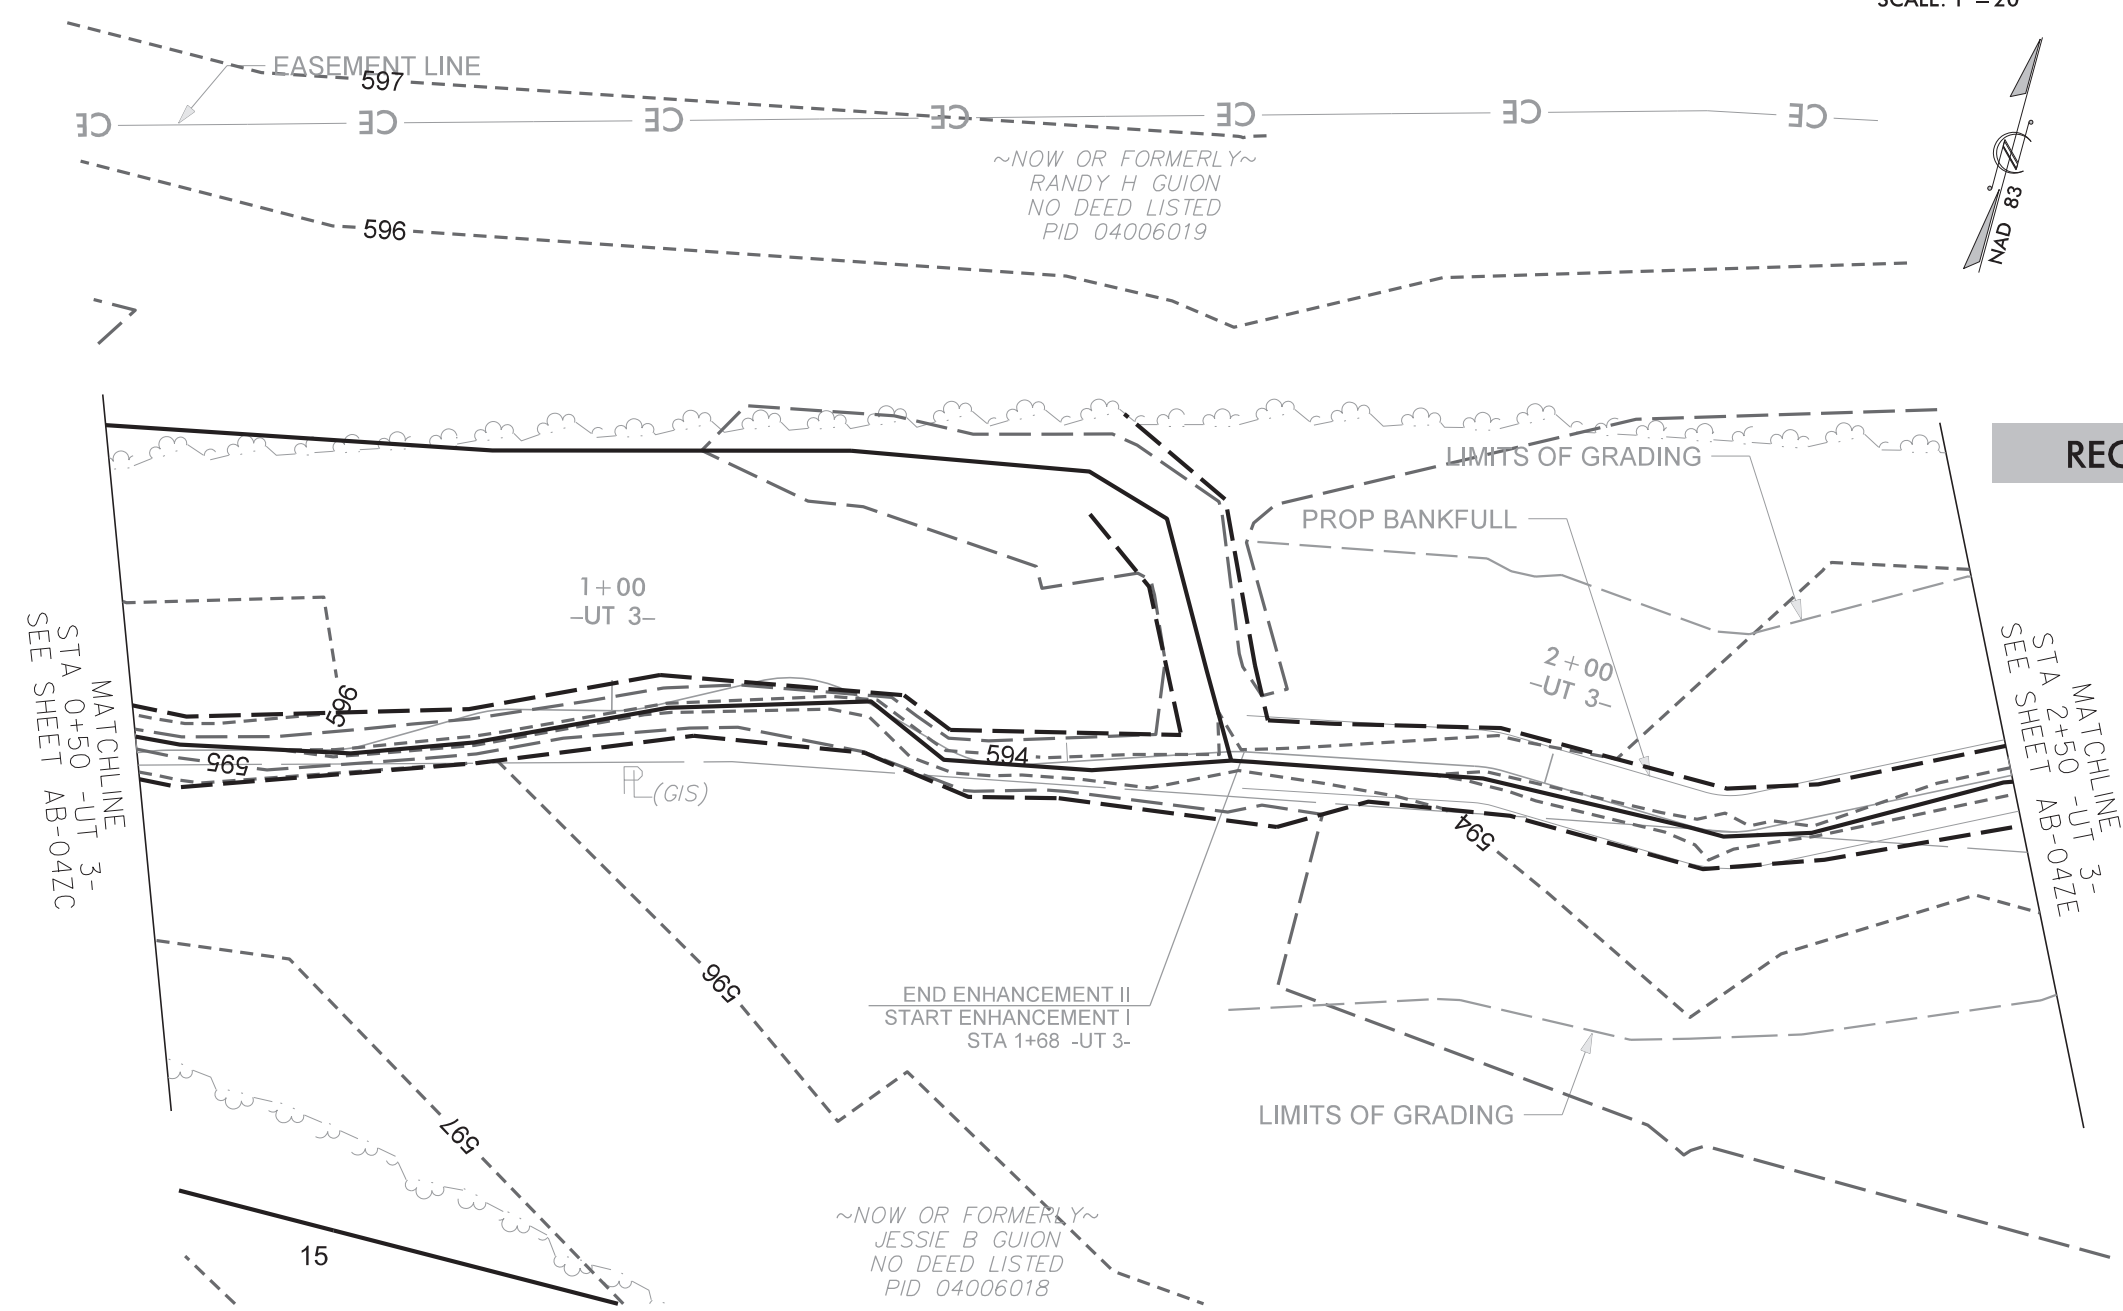 EASEMENT LINE
597
CE
CE
CE
CE
CE
CE
CE
~NOW OR FORMERLY~
RANDY H GUION
NO DEED LISTED
PID 04006019
596
NAD 83
LIMITS OF GRADING
PROP BANKFULL
1+00
-UT 3-
2+00
-UT 3-
MATCHLINE
STA 0+50 -UT 3-
SEE SHEET AB-04ZC
596
595
PL (GIS)
594
594
MATCHLINE
STA 2+50 -UT 3-
SEE SHEET AB-04ZE
596
END ENHANCEMENT II
START ENHANCEMENT I
STA 1+68 -UT 3-
LIMITS OF GRADING
597
15
~NOW OR FORMERLY~
JESSIE B GUION
NO DEED LISTED
PID 04006018